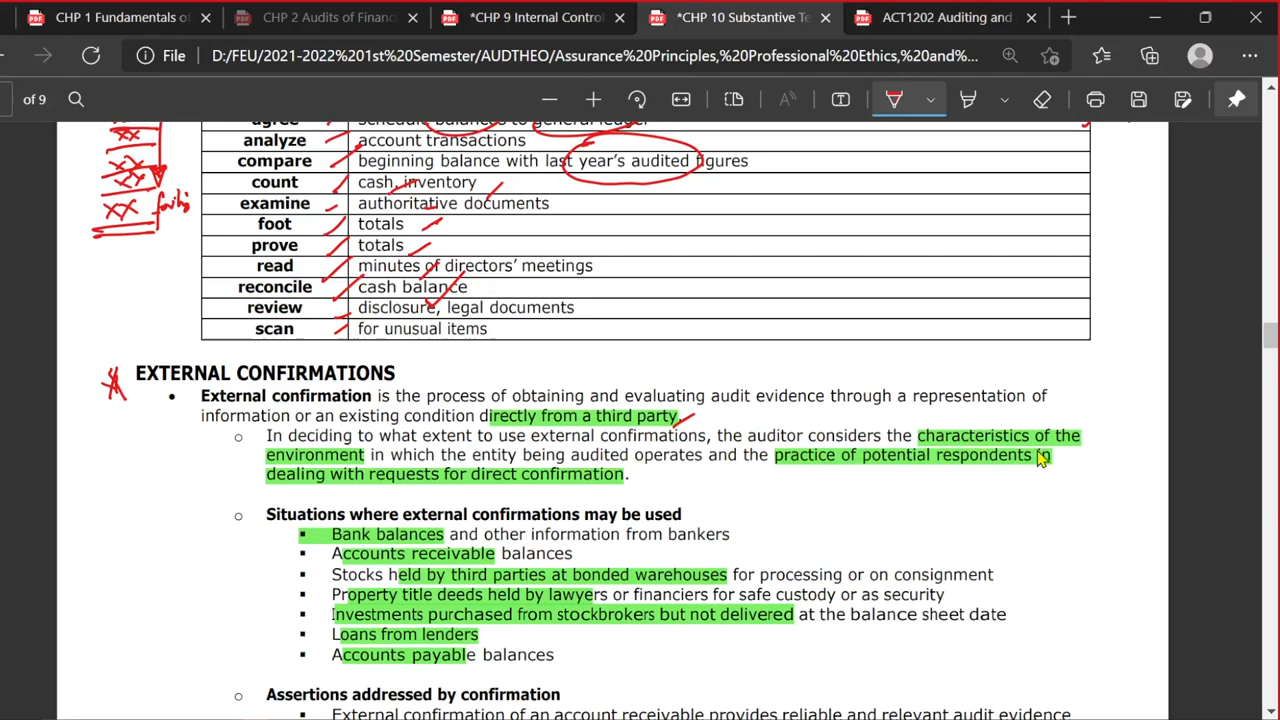 CHP 1 Fundamentals of
CHP 2 Audits of Financ
*CHP 9 Internal Control
*CHP 10 Substantive Te
ACT1202 Auditing and
File
D:/FEU/2021-2022%201st%20Semester/AUDTHEO/Assurance%20Principles,%20Professional%20Ethics,%20and%...
of 9
agree schedule balances to general leader
analyze account transactions
compare beginning balance with last year's audited figures
count cash, inventory
examine authoritative documents
foot totals
prove totals
read minutes of directors' meetings
reconcile cash balance
review disclosure, legal documents
scan for unusual items
xx
xx
xy
xx
EXTERNAL CONFIRMATIONS
• External confirmation is the process of obtaining and evaluating audit evidence through a representation of
information or an existing condition directly from a third party.
o In deciding to what extent to use external confirmations, the auditor considers the characteristics of the
environment in which the entity being audited operates and the practice of potential respondents in
dealing with requests for direct confirmation.
o Situations where external confirmations may be used
▪ Bank balances and other information from bankers
▪ Accounts receivable balances
▪ Stocks held by third parties at bonded warehouses for processing or on consignment
▪ Property title deeds held by lawyers or financiers for safe custody or as security
▪ Investments purchased from stockbrokers but not delivered at the balance sheet date
▪ Loans from lenders
▪ Accounts payable balances
o Assertions addressed by confirmation
▪ External confirmation of an account receivable provides reliable and relevant audit evidence